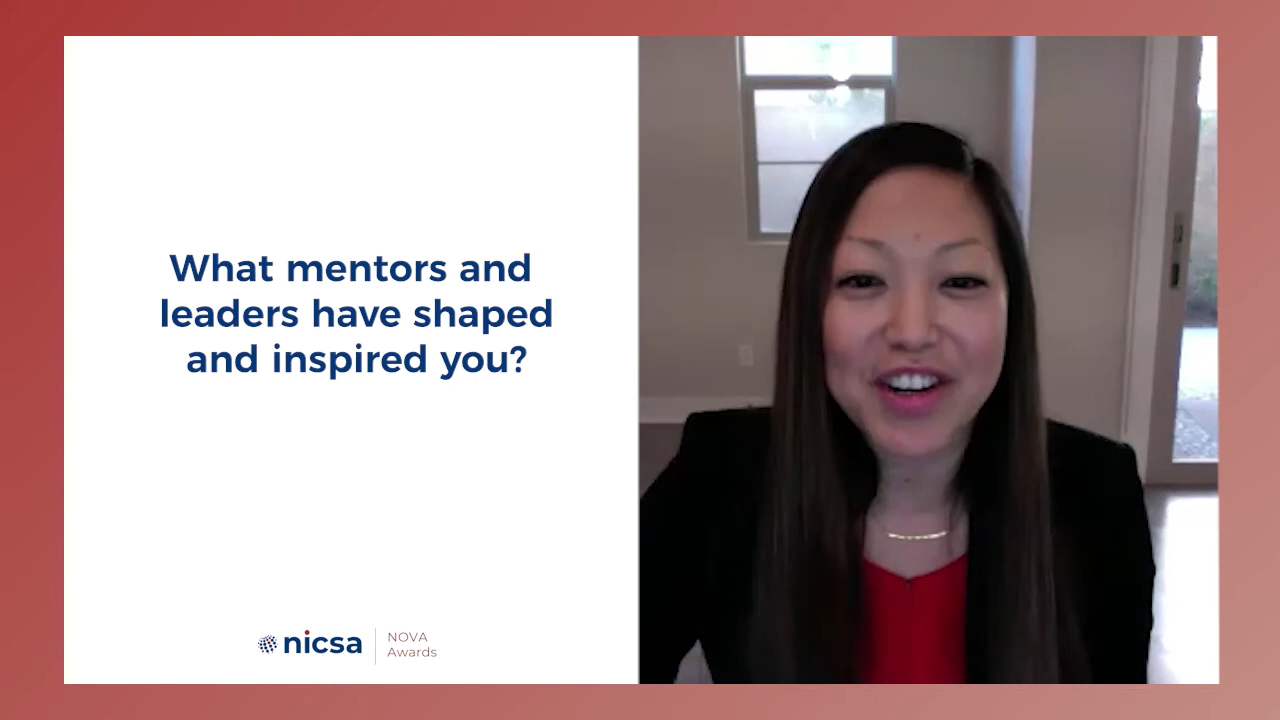 What mentors and
leaders have shaped
and inspired you?
nicsa
NOVA
Awards